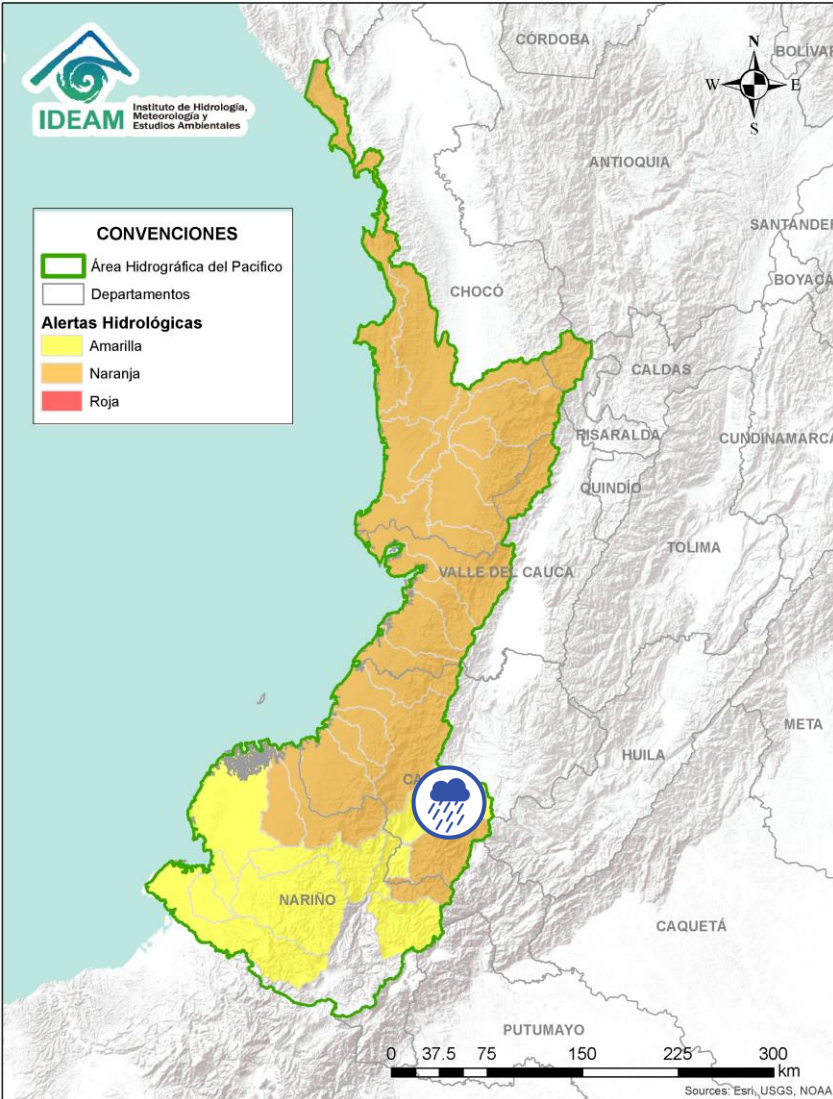 IDEAM
Instituto de Hidrología,
Meteorología y
Estudios Ambientales
CONVENCIONES
Área Hidrográfica del Pacifico
Departamentos
Alertas Hidrológicas
Amarilla
Naranja
Roja
N
W
E
S
CÓRDOBA
BOLÍVAR
ANTIOQUIA
SANTANDER
BOYACÁ
CHOCÓ
CALDAS
RISARALDA
CUNDINAMARCA
QUINDÍO
TOLIMA
VALLE DEL CAUCA
META
HUILA
CA
NARIÑO
CAQUETÁ
PUTUMAYO
0 37.5 75 150 225 300
km
Sources: Esri, USGS, NOAA